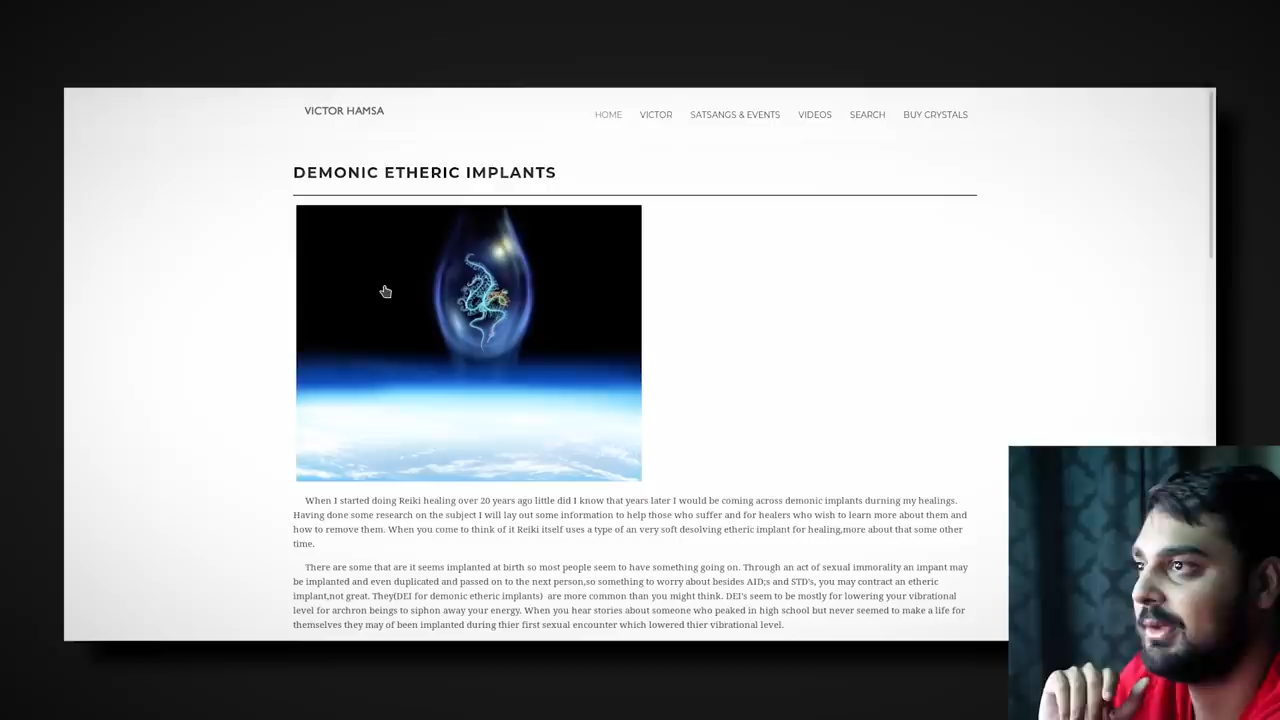 VICTOR HAMSA
HOME VICTOR SATSANGS & EVENTS VIDEOS SEARCH BUY CRYSTALS
DEMONIC ETHERIC IMPLANTS
When I started doing Reiki healing over 20 years ago little did I know that years later I would be coming across demonic implants durning my healings.
Having done some research on the subject I will lay out some information to help those who suffer and for healers who wish to learn more about them and
how to remove them. When you come to think of it Reiki itself uses a type of an very soft desolving etheric implant for healing,more about that some other
time.
There are some that are it seems implanted at birth so most people seem to have something going on. Through an act of sexual immorality an impant may
be implanted and even duplicated and passed on to the next person,so something to worry about besides AID;s and STD's, you may contract an etheric
implant,not great. They(DEI for demonic etheric implants) are more common than you might think. DEI's seem to be mostly for lowering your vibrational
level for archron beings to siphon away your energy. When you hear stories about someone who peaked in high school but never seemed to make a life for
themselves they may of been implanted during thier first sexual encounter which lowered thier vibrational level.